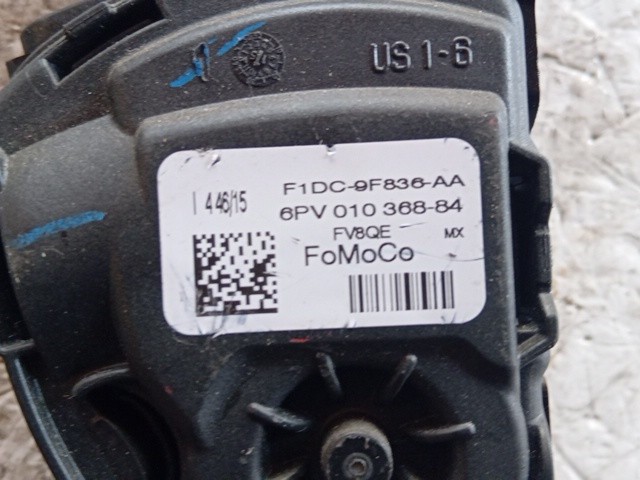 US 1-6
F1DC-9F836-AA
I 446/15
6PV 010 368-84
FV8QE MX
FoMoCo